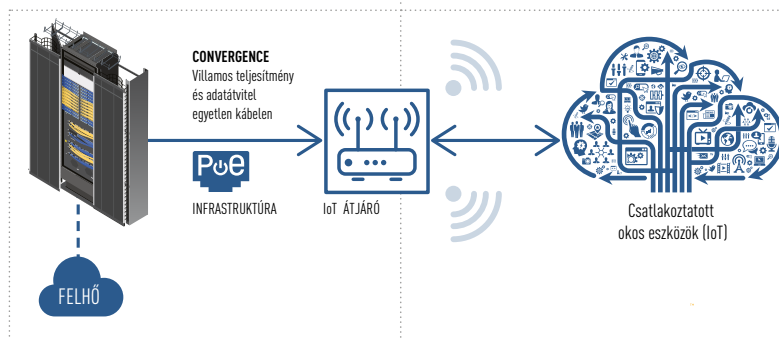 CONVERGENCE
Villamos teljesítmény
és adatátvitel
egyetlen kábelen
PoE
INFRASTRUKTÚRA
IoT ÁTJÁRÓ
Csatlakoztatott
okos eszközök (IoT)
FELHŐ